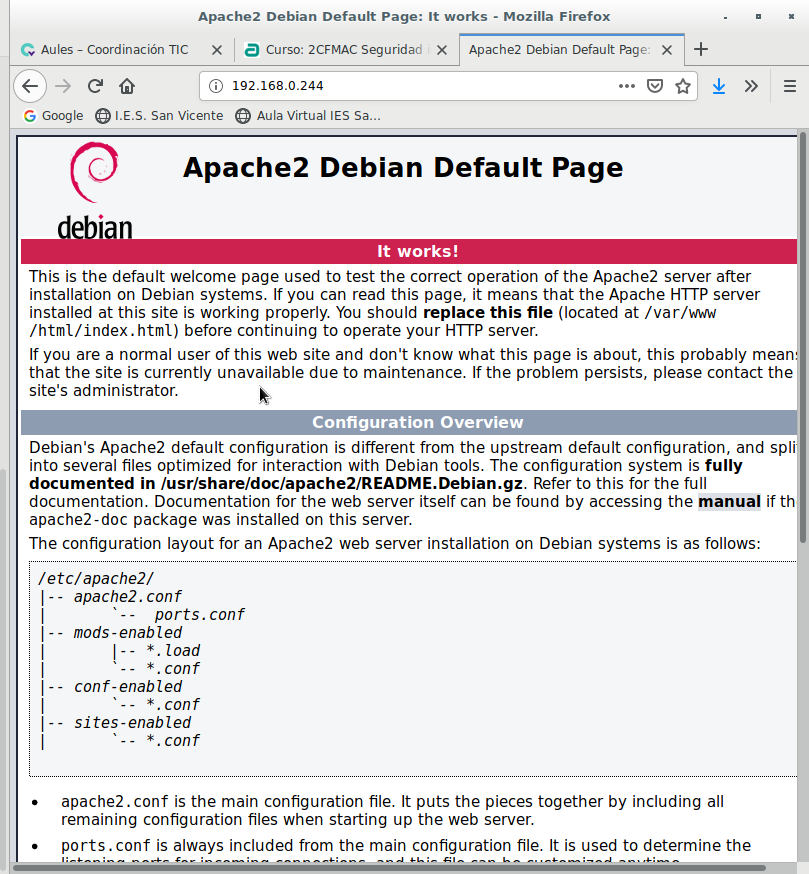 Apache2 Debian Default Page: It works - Mozilla Firefox
Aules – Coordinación TIC
Curso: 2CFMAC Seguridad
Apache2 Debian Default Page:
192.168.0.244
Google
I.E.S. San Vicente
Aula Virtual IES Sa...
debian
Apache2 Debian Default Page
It works!
This is the default welcome page used to test the correct operation of the Apache2 server after
installation on Debian systems. If you can read this page, it means that the Apache HTTP server
installed at this site is working properly. You should replace this file (located at /var/www
/html/index.html) before continuing to operate your HTTP server.
If you are a normal user of this web site and don't know what this page is about, this probably means
that the site is currently unavailable due to maintenance. If the problem persists, please contact the
site's administrator.
Configuration Overview
Debian's Apache2 default configuration is different from the upstream default configuration, and split
into several files optimized for interaction with Debian tools. The configuration system is fully
documented in /usr/share/doc/apache2/README.Debian.gz. Refer to this for the full
documentation. Documentation for the web server itself can be found by accessing the manual if th
apache2-doc package was installed on this server.
The configuration layout for an Apache2 web server installation on Debian systems is as follows:
/etc/apache2/
|-- apache2.conf
|       `--  ports.conf
|-- mods-enabled
|       |-- *.load
|       `-- *.conf
|-- conf-enabled
|       `-- *.conf
|-- sites-enabled
|       `-- *.conf
• apache2.conf is the main configuration file. It puts the pieces together by including all
remaining configuration files when starting up the web server.
• ports.conf is always included from the main configuration file. It is used to determine the
listening ports for incoming connections, and this file can be customized anytime.